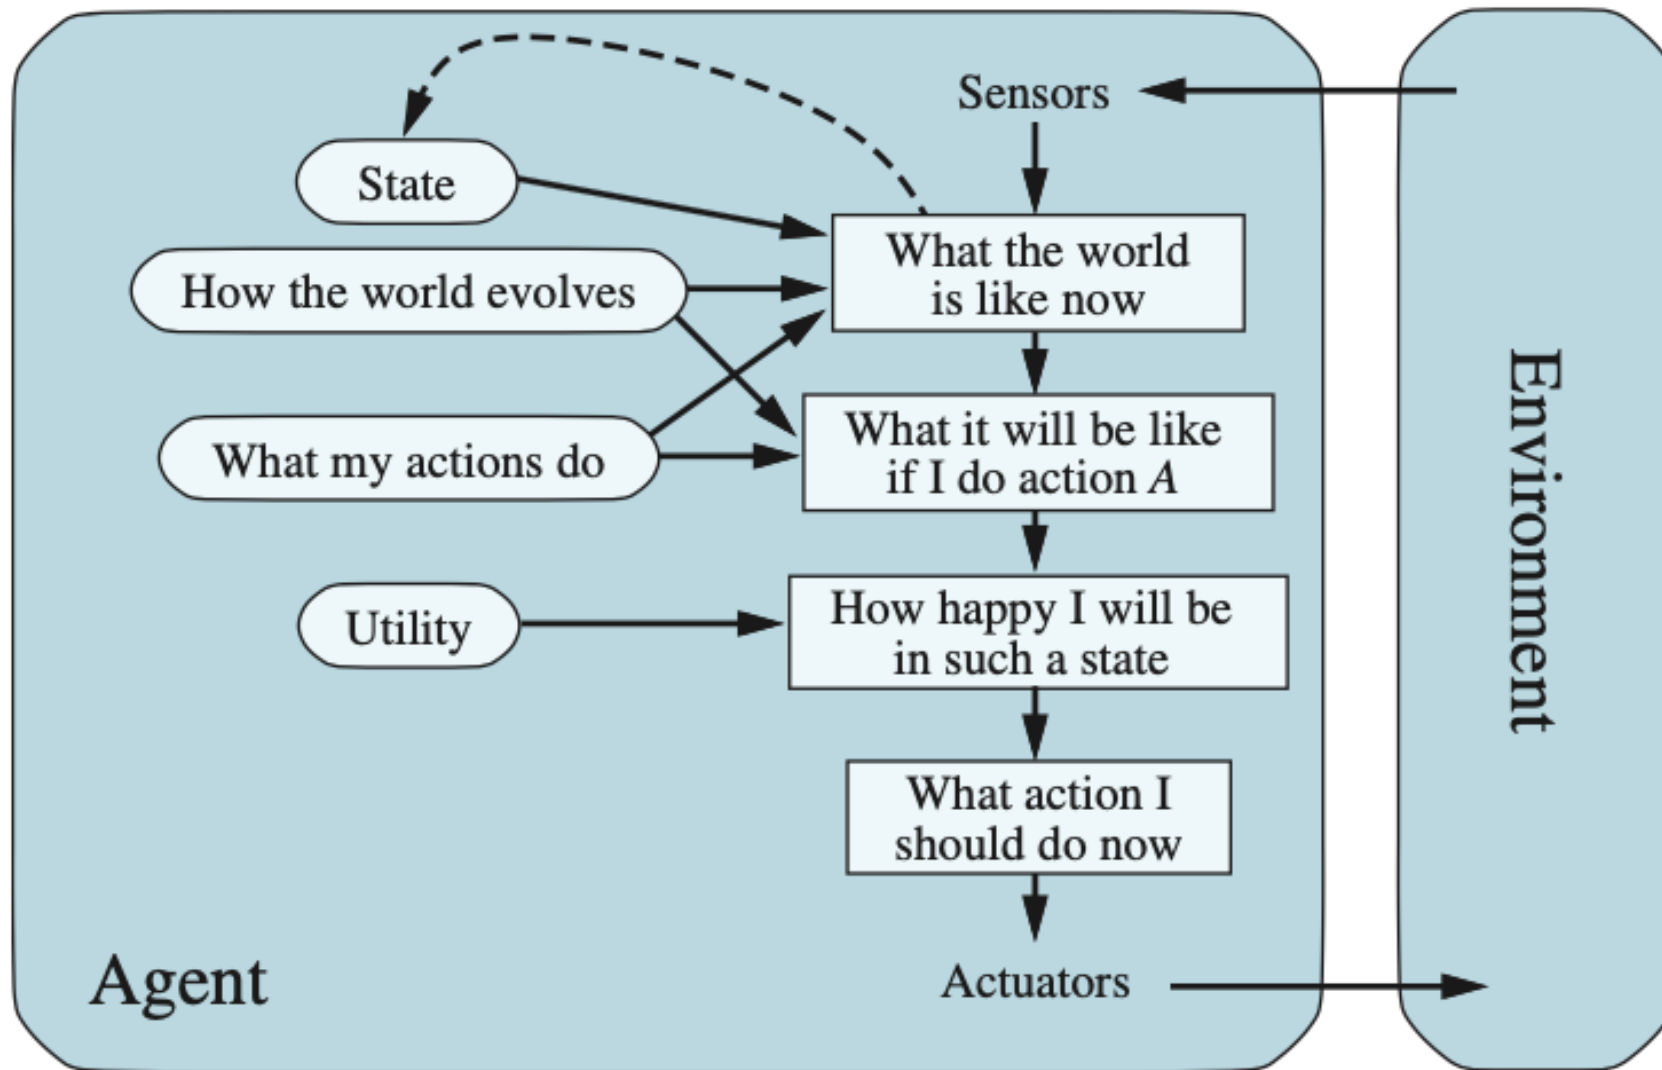 Sensors
State
What the world
is like now
How the world evolves
What it will be like
if I do action A
What my actions do
How happy I will be
in such a state
Utility
What action I
should do now
Agent
Actuators
Environment